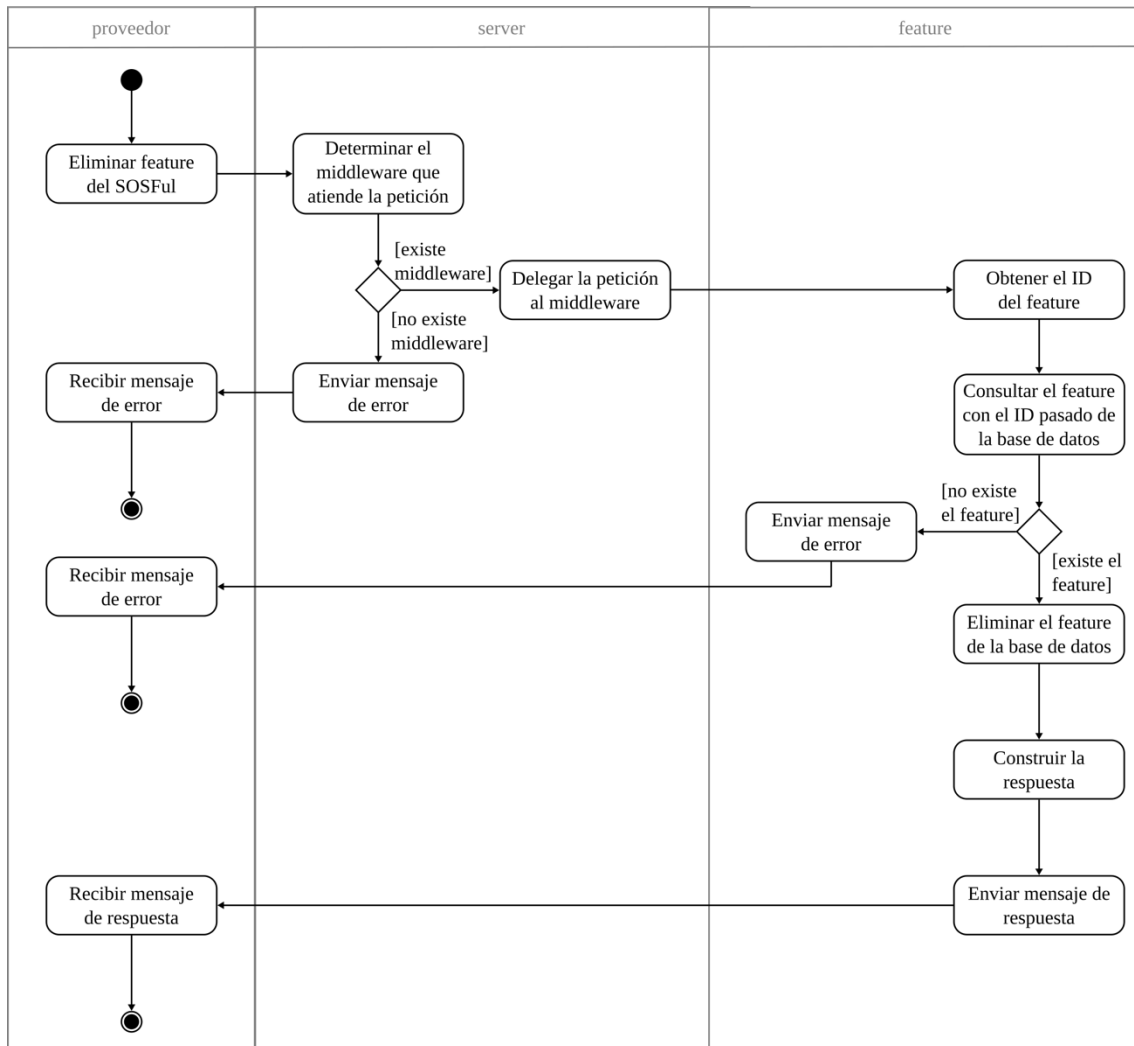 proveedor
server
feature
Eliminar feature
del SOSFul
Determinar el
middleware que
atiende la petición
[existe
middleware]
Delegar la petición
al middleware
Obtener el ID
del feature
[no existe
middleware]
Recibir mensaje
de error
Enviar mensaje
de error
Consultar el feature
con el ID pasado de
la base de datos
[no existe
el feature]
Enviar mensaje
de error
[existe el
feature]
Recibir mensaje
de error
Eliminar el feature
de la base de datos
Construir la
respuesta
Recibir mensaje
de respuesta
Enviar mensaje de
respuesta